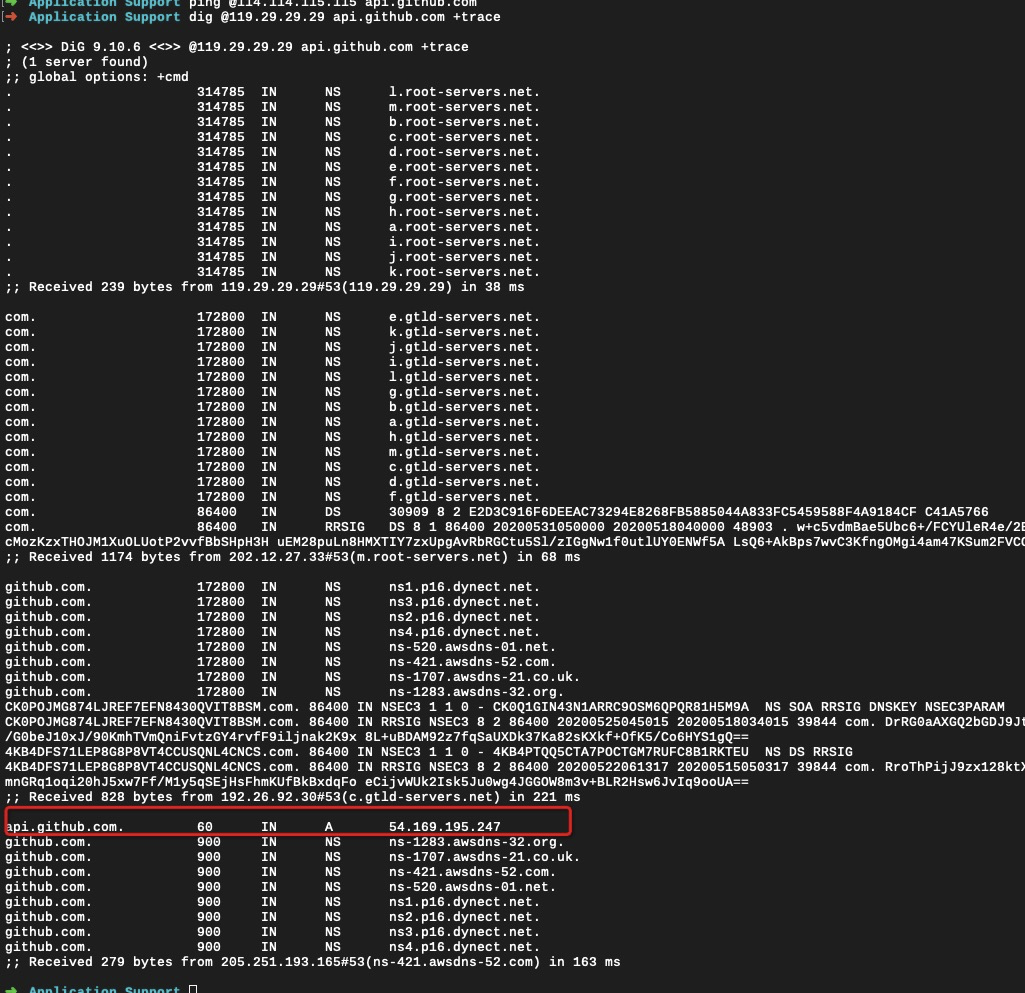 ➜ Application Support ping @114.114.115.115 api.github.com
[➜ Application Support dig @119.29.29.29 api.github.com +trace
; <<>> DiG 9.10.6 <<>> @119.29.29.29 api.github.com +trace
; (1 server found)
;; global options: +cmd
. 314785 IN NS l.root-servers.net.
. 314785 IN NS m.root-servers.net.
. 314785 IN NS b.root-servers.net.
. 314785 IN NS c.root-servers.net.
. 314785 IN NS d.root-servers.net.
. 314785 IN NS e.root-servers.net.
. 314785 IN NS f.root-servers.net.
. 314785 IN NS g.root-servers.net.
. 314785 IN NS h.root-servers.net.
. 314785 IN NS a.root-servers.net.
. 314785 IN NS i.root-servers.net.
. 314785 IN NS j.root-servers.net.
. 314785 IN NS k.root-servers.net.
;; Received 239 bytes from 119.29.29.29#53(119.29.29.29) in 38 ms
com. 172800 IN NS e.gtld-servers.net.
com. 172800 IN NS k.gtld-servers.net.
com. 172800 IN NS j.gtld-servers.net.
com. 172800 IN NS i.gtld-servers.net.
com. 172800 IN NS l.gtld-servers.net.
com. 172800 IN NS g.gtld-servers.net.
com. 172800 IN NS b.gtld-servers.net.
com. 172800 IN NS a.gtld-servers.net.
com. 172800 IN NS h.gtld-servers.net.
com. 172800 IN NS m.gtld-servers.net.
com. 172800 IN NS c.gtld-servers.net.
com. 172800 IN NS d.gtld-servers.net.
com. 172800 IN NS f.gtld-servers.net.
com. 86400 IN DS 30909 8 2 E2D3C916F6DEEAC73294E8268FB5885044A833FC5459588F4A9184CF C41A5766
com. 86400 IN RRSIG DS 8 1 86400 20200531050000 20200518040000 48903 . w+c5vdmBae5Ubc6+/FCYUleR4e/2E
cMozKzxTHOJM1XuOLUotP2vvfBbSHpH3H uEM28puLn8HMXTIY7zxUpgAvRbRGCtu5Sl/zIGgNw1f0utlUY0ENWf5A LsQ6+AkBps7wvC3KfngOMgi4am47KSum2FVCO
;; Received 1174 bytes from 202.12.27.33#53(m.root-servers.net) in 68 ms
github.com. 172800 IN NS ns1.p16.dynect.net.
github.com. 172800 IN NS ns3.p16.dynect.net.
github.com. 172800 IN NS ns2.p16.dynect.net.
github.com. 172800 IN NS ns4.p16.dynect.net.
github.com. 172800 IN NS ns-520.awsdns-01.net.
github.com. 172800 IN NS ns-421.awsdns-52.com.
github.com. 172800 IN NS ns-1707.awsdns-21.co.uk.
github.com. 172800 IN NS ns-1283.awsdns-32.org.
CK0POJMG874LJREF7EFN8430QVIT8BSM.com. 86400 IN NSEC3 1 1 0 - CK0Q1GIN43N1ARRC9OSM6QPQR81H5M9A NS SOA RRSIG DNSKEY NSEC3PARAM
CK0POJMG874LJREF7EFN8430QVIT8BSM.com. 86400 IN RRSIG NSEC3 8 2 86400 20200525045015 20200518034015 39844 com. DrRG0aAXGQ2bGDJ9Jt
/G0beJ10xJ/90KmhTVmQniFvtzGY4rvfF9iljnak2K9x 8L+uBDAM92z7fqSaUXDk37Ka82sKXkf+OfK5/Co6HYS1gQ==
4KB4DFS71LEP8G8P8VT4CCUSQNL4CNCS.com. 86400 IN NSEC3 1 1 0 - 4KB4PTQQ5CTA7POCTGM7RUFC8B1RKTEU NS DS RRSIG
4KB4DFS71LEP8G8P8VT4CCUSQNL4CNCS.com. 86400 IN RRSIG NSEC3 8 2 86400 20200522061317 20200515050317 39844 com. RroThPijJ9zx128ktX
mnGRq1oqi20hJ5xw7Ff/M1y5qSEjHsFhmKUfBkBxdqFo eCijvWUk2Isk5Ju0wg4JGGOW8m3v+BLR2Hsw6JvIq9ooUA==
;; Received 828 bytes from 192.26.92.30#53(c.gtld-servers.net) in 221 ms
api.github.com. 60 IN A 54.169.195.247
github.com. 900 IN NS ns-1283.awsdns-32.org.
github.com. 900 IN NS ns-1707.awsdns-21.co.uk.
github.com. 900 IN NS ns-421.awsdns-52.com.
github.com. 900 IN NS ns-520.awsdns-01.net.
github.com. 900 IN NS ns1.p16.dynect.net.
github.com. 900 IN NS ns2.p16.dynect.net.
github.com. 900 IN NS ns3.p16.dynect.net.
github.com. 900 IN NS ns4.p16.dynect.net.
;; Received 279 bytes from 205.251.193.165#53(ns-421.awsdns-52.com) in 163 ms
➜ Application Support